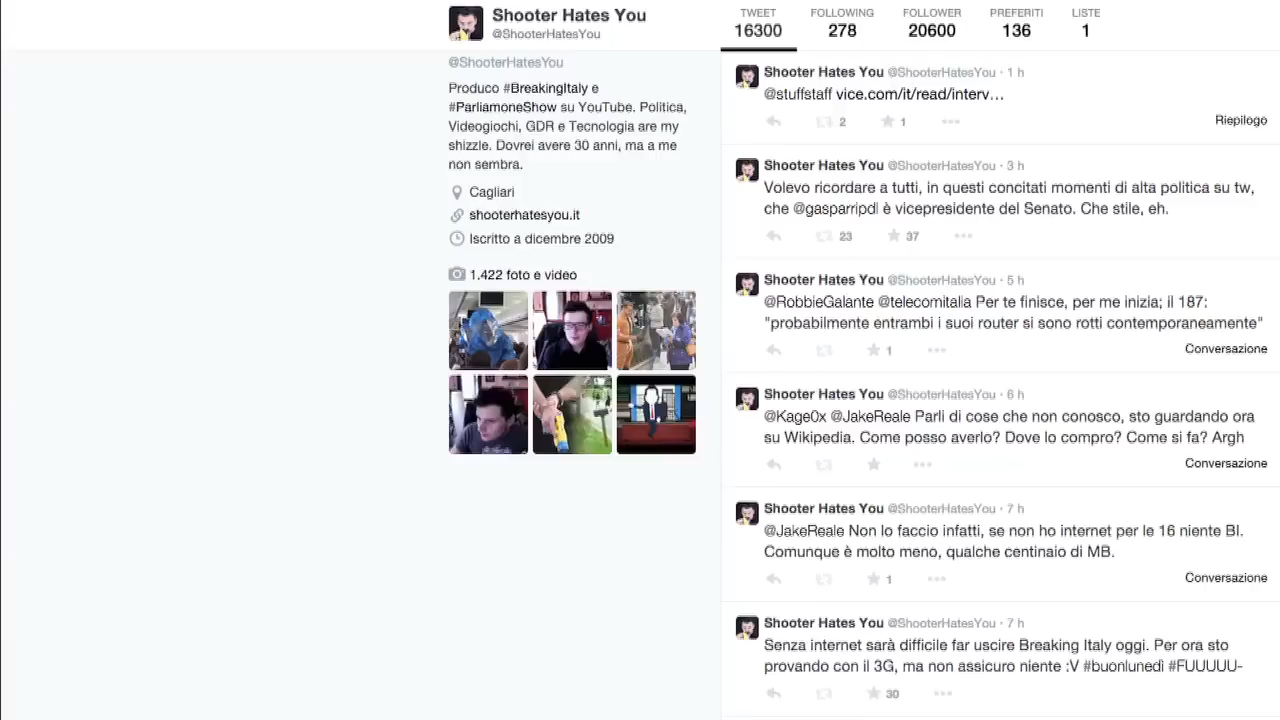 Shooter Hates You
@ShooterHatesYou
TWEET
16300
FOLLOWING
278
FOLLOWER
20600
PREFERITI
136
LISTE
1
@ShooterHatesYou
Produco #BreakingItaly e
#ParliamoneShow su YouTube. Politica,
Videogiochi, GDR e Tecnologia are my
shizzle. Dovrei avere 30 anni, ma a me
non sembra.
Cagliari
shooterhatesyou.it
Iscritto a dicembre 2009
1.422 foto e video
Shooter Hates You @ShooterHatesYou · 1 h
@stuffstaff vice.com/it/read/interv…
2 1
Riepilogo
Shooter Hates You @ShooterHatesYou · 3 h
Volevo ricordare a tutti, in questi concitati momenti di alta politica su tw,
che @gasparripdl è vicepresidente del Senato. Che stile, eh.
23 37
Shooter Hates You @ShooterHatesYou · 5 h
@RobbieGalante @telecomitalia Per te finisce, per me inizia; il 187:
"probabilmente entrambi i suoi router si sono rotti contemporaneamente"
1
Conversazione
Shooter Hates You @ShooterHatesYou · 6 h
@Kage0x @JakeReale Parli di cose che non conosco, sto guardando ora
su Wikipedia. Come posso averlo? Dove lo compro? Come si fa? Argh
Conversazione
Shooter Hates You @ShooterHatesYou · 7 h
@JakeReale Non lo faccio infatti, se non ho internet per le 16 niente BI.
Comunque è molto meno, qualche centinaio di MB.
1
Conversazione
Shooter Hates You @ShooterHatesYou · 7 h
Senza internet sarà difficile far uscire Breaking Italy oggi. Per ora sto
provando con il 3G, ma non assicuro niente :V #buonlunedì #FUUUUU-
30